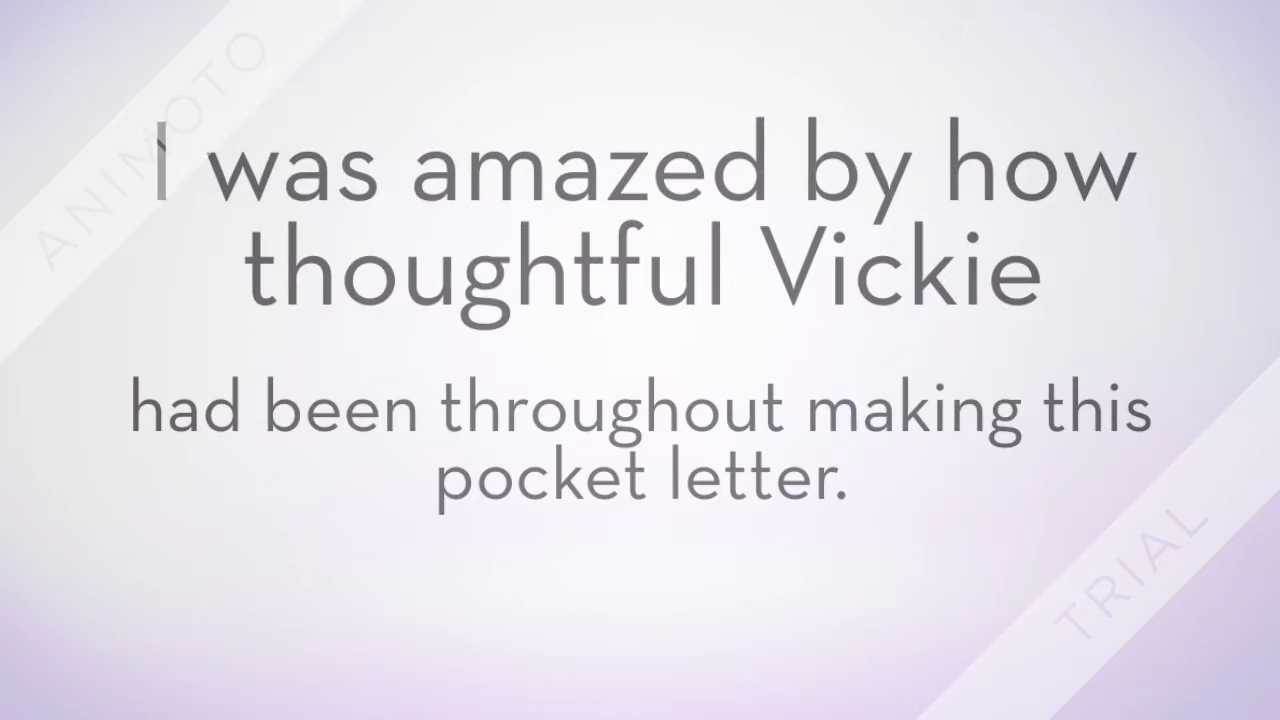 ANIMOTO
I was amazed by how
thoughtful Vickie
had been throughout making this
pocket letter.
TRIAL